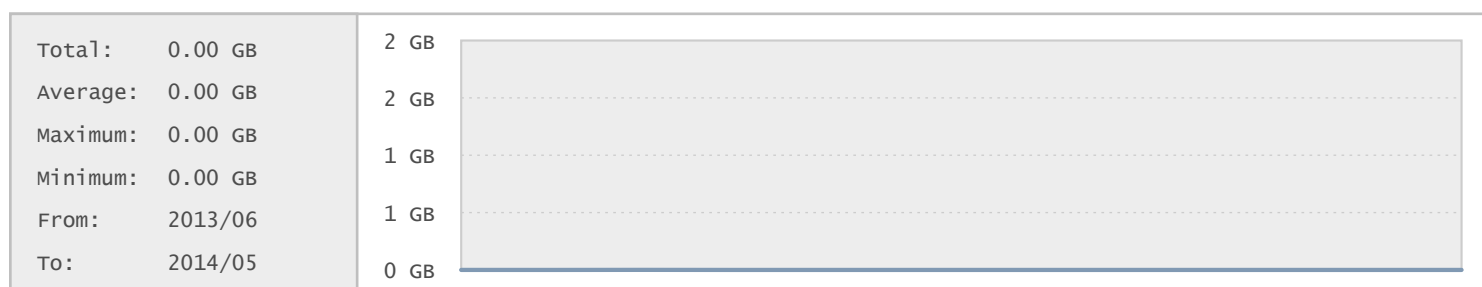 Total: 0.00 GB
Average: 0.00 GB
Maximum: 0.00 GB
Minimum: 0.00 GB
From: 2013/06
To: 2014/05
2 GB
2 GB
1 GB
1 GB
0 GB